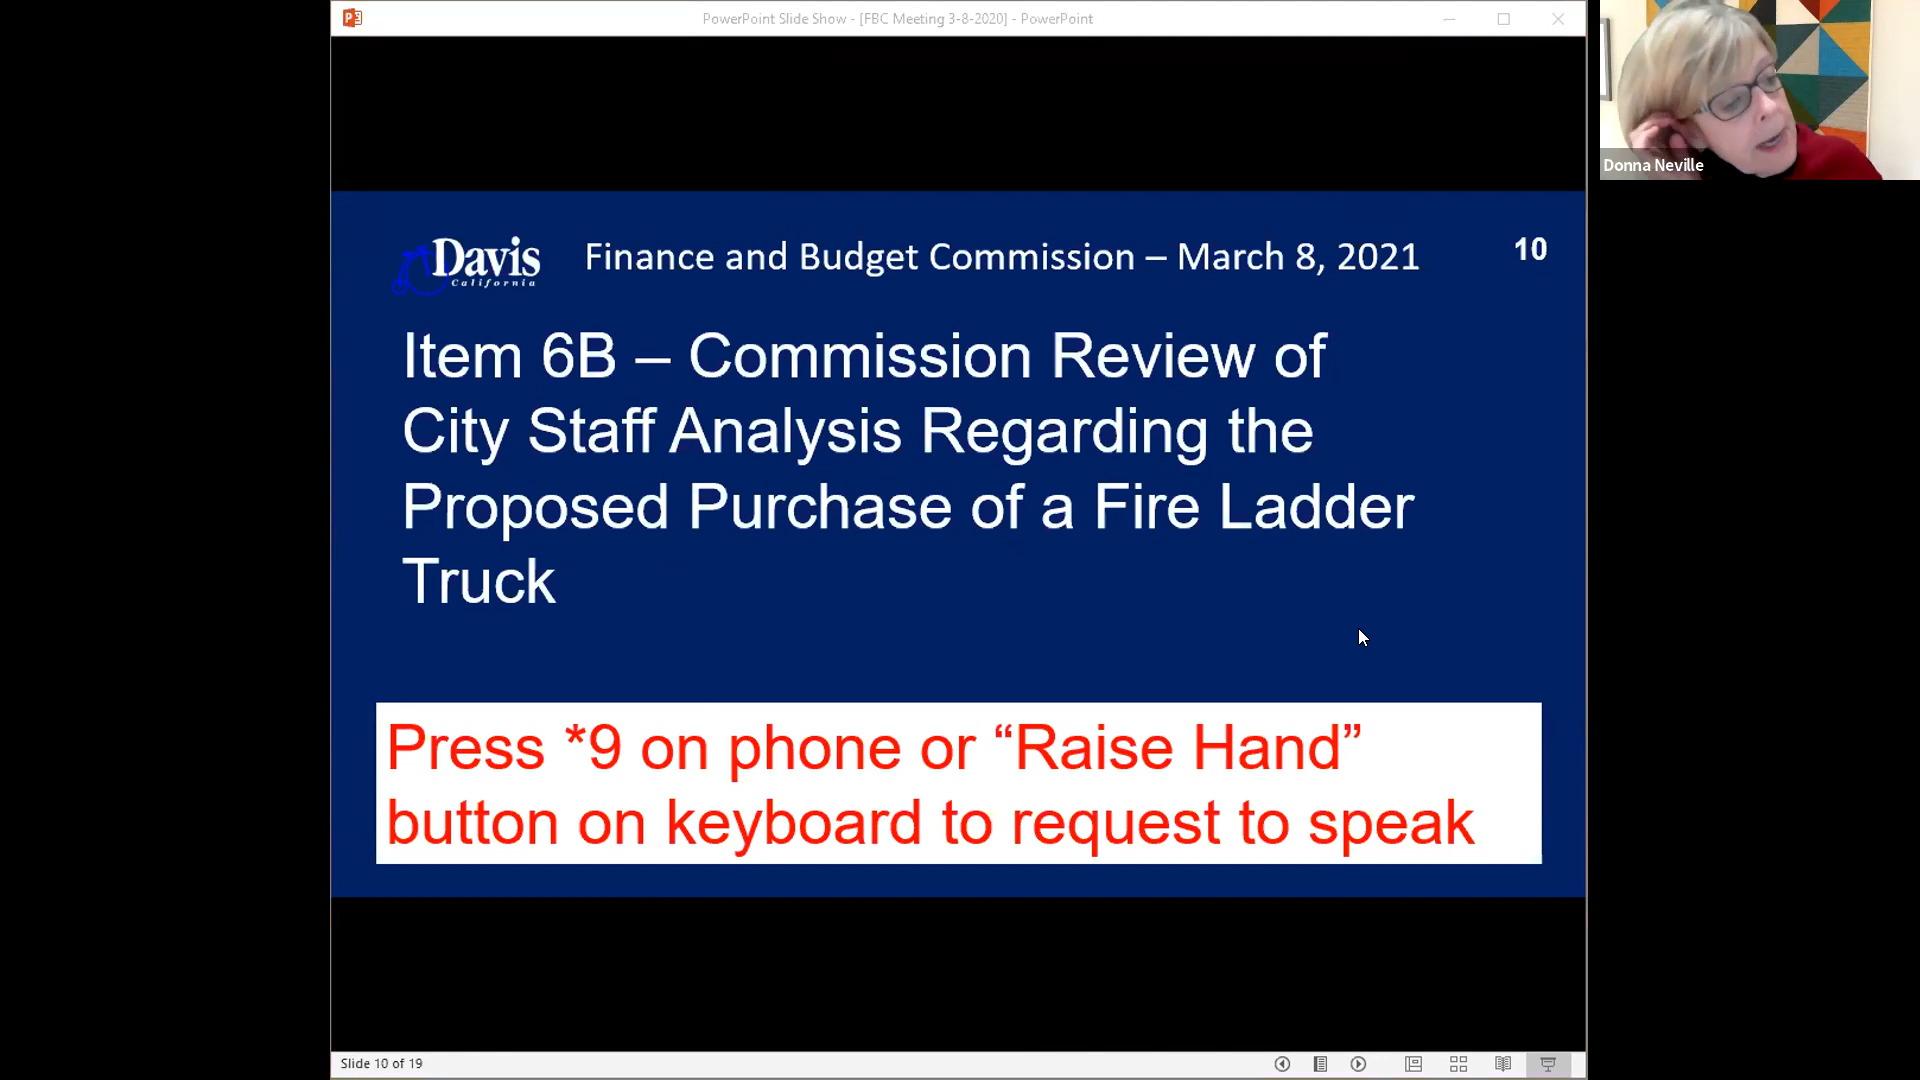 PowerPoint Slide Show - [FBC Meeting 3-8-2020] - PowerPoint
Donna Neville
Davis
California
Finance and Budget Commission – March 8, 2021
10
Item 6B – Commission Review of
City Staff Analysis Regarding the
Proposed Purchase of a Fire Ladder
Truck
Press *9 on phone or “Raise Hand”
button on keyboard to request to speak
Slide 10 of 19